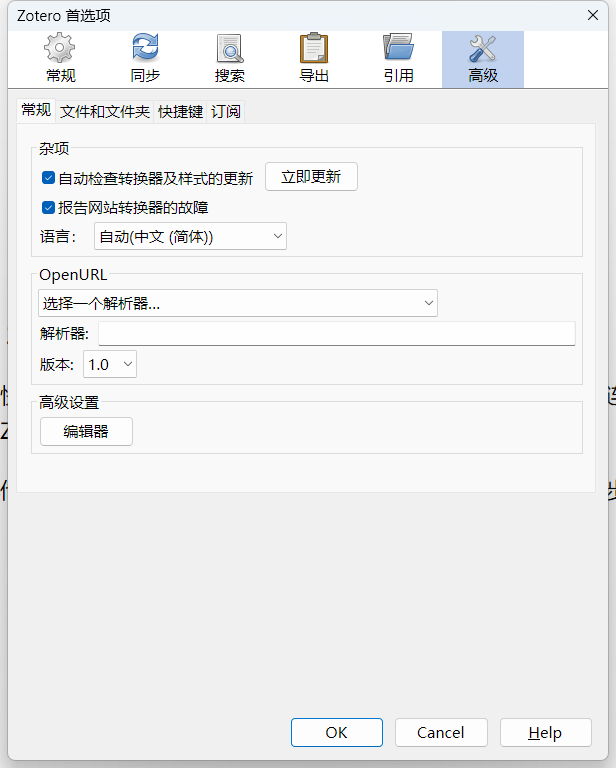 Zotero 首选项
常规 同步 搜索 导出 引用 高级
常规 文件和文件夹 快捷键 订阅
杂项
自动检查转换器及样式的更新 立即更新
报告网站转换器的故障
语言： 自动(中文 (简体))
OpenURL
选择一个解析器...
解析器:
版本: 1.0
高级设置
编辑器
OK Cancel Help